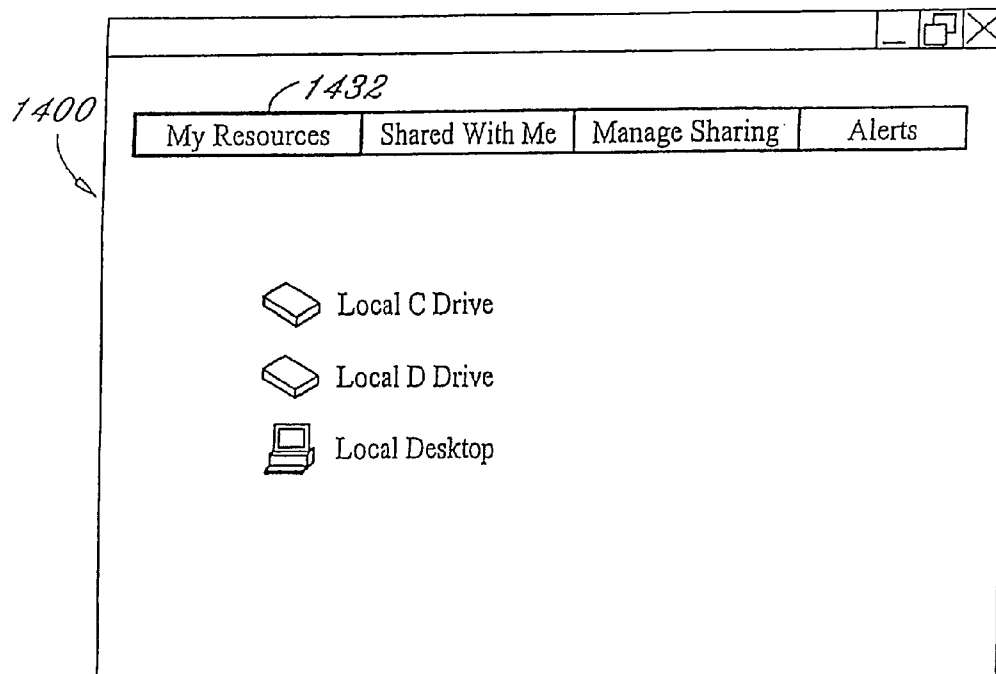 1400
1432
My Resources Shared With Me Manage Sharing Alerts
Local C Drive
Local D Drive
Local Desktop